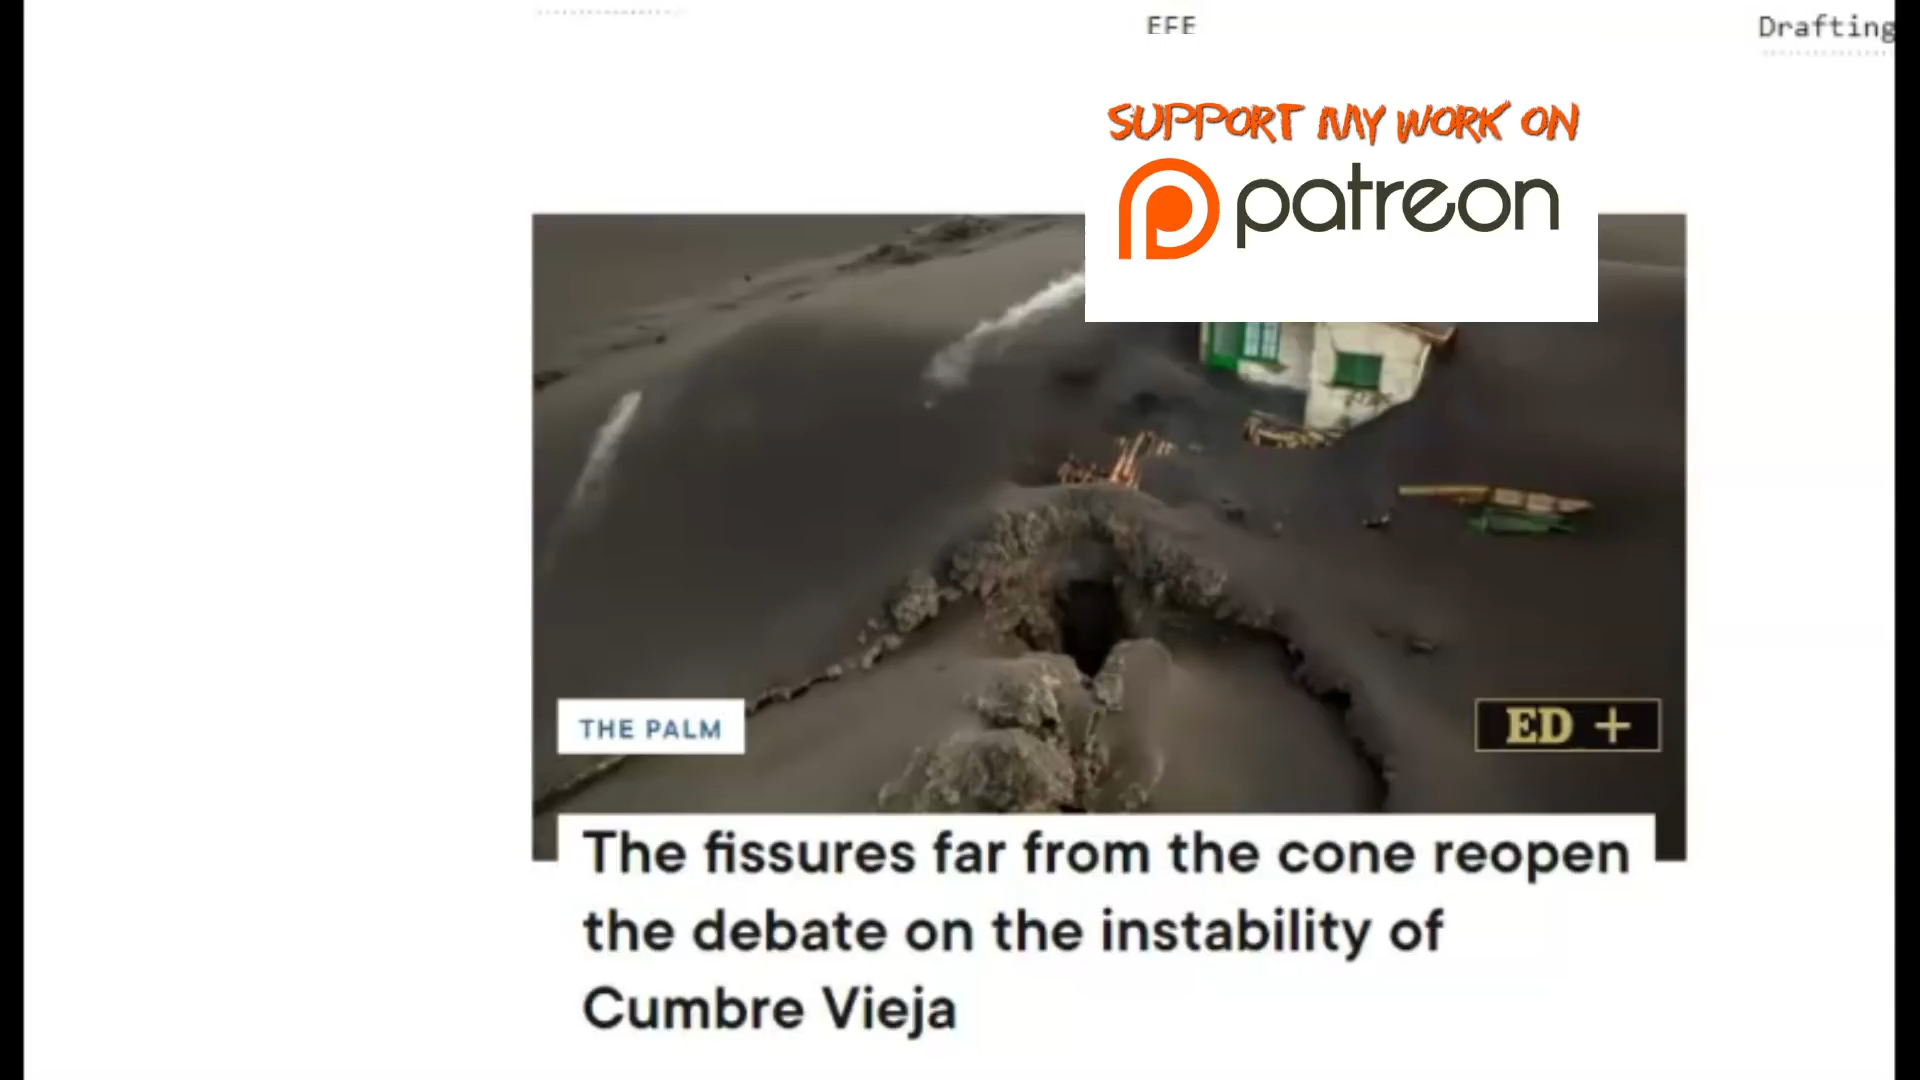 EFE
Drafting
SUPPORT MY WORK ON
patreon
THE PALM
ED +
The fissures far from the cone reopen
the debate on the instability of
Cumbre Vieja